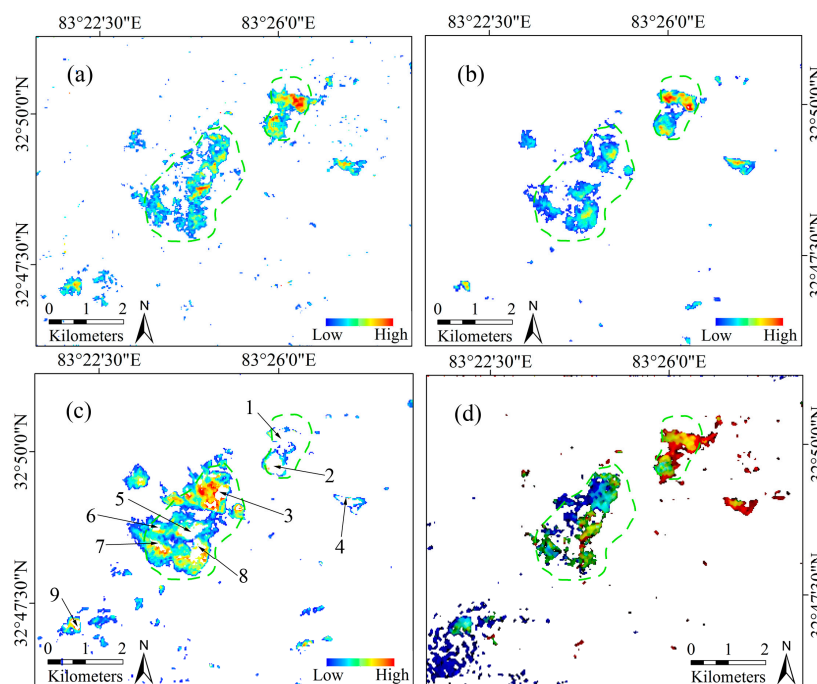 83°22'30"E 83°26'0"E 83°22'30"E 83°26'0"E
(a)
(b)
32°50'0"N
32°47'30"N
32°50'0"N
32°47'30"N
0 1 2
Kilometers
N
Low High
0 1 2
Kilometers
N
Low High
83°22'30"E 83°26'0"E 83°22'30"E 83°26'0"E
(c)
(d)
1
2
3
4
5
6
7
8
9
32°50'0"N
32°47'30"N
32°50'0"N
32°47'30"N
0 1 2
Kilometers
N
Low High
0 1 2
Kilometers
N